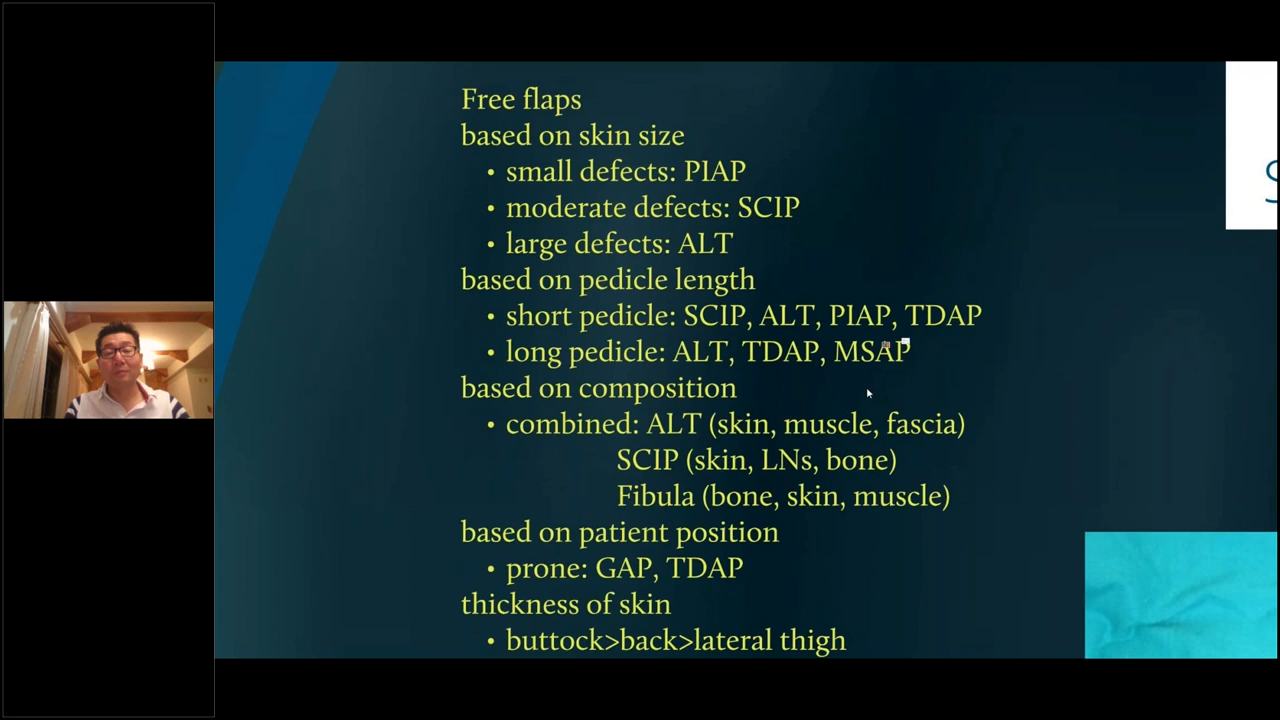 Free flaps
based on skin size
• small defects: PIAP
• moderate defects: SCIP
• large defects: ALT
based on pedicle length
• short pedicle: SCIP, ALT, PIAP, TDAP
• long pedicle: ALT, TDAP, MSAP
based on composition
• combined: ALT (skin, muscle, fascia)
SCIP (skin, LNs, bone)
Fibula (bone, skin, muscle)
based on patient position
• prone: GAP, TDAP
thickness of skin
• buttock>back>lateral thigh